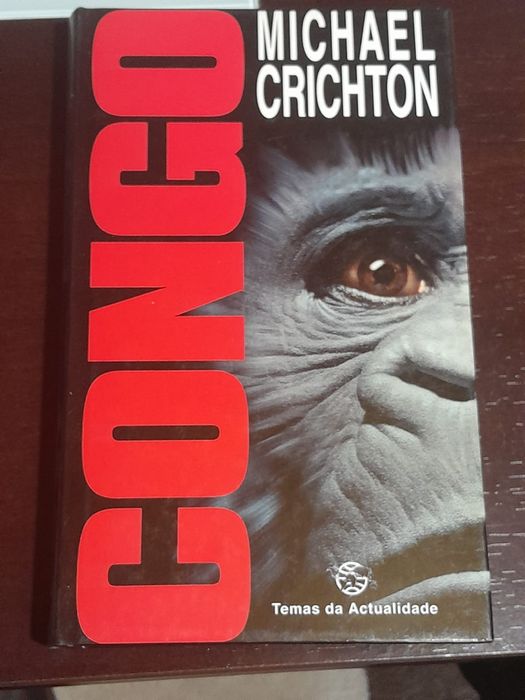 MICHAEL
CRICHTON
CONGO
Temas da Actualidade